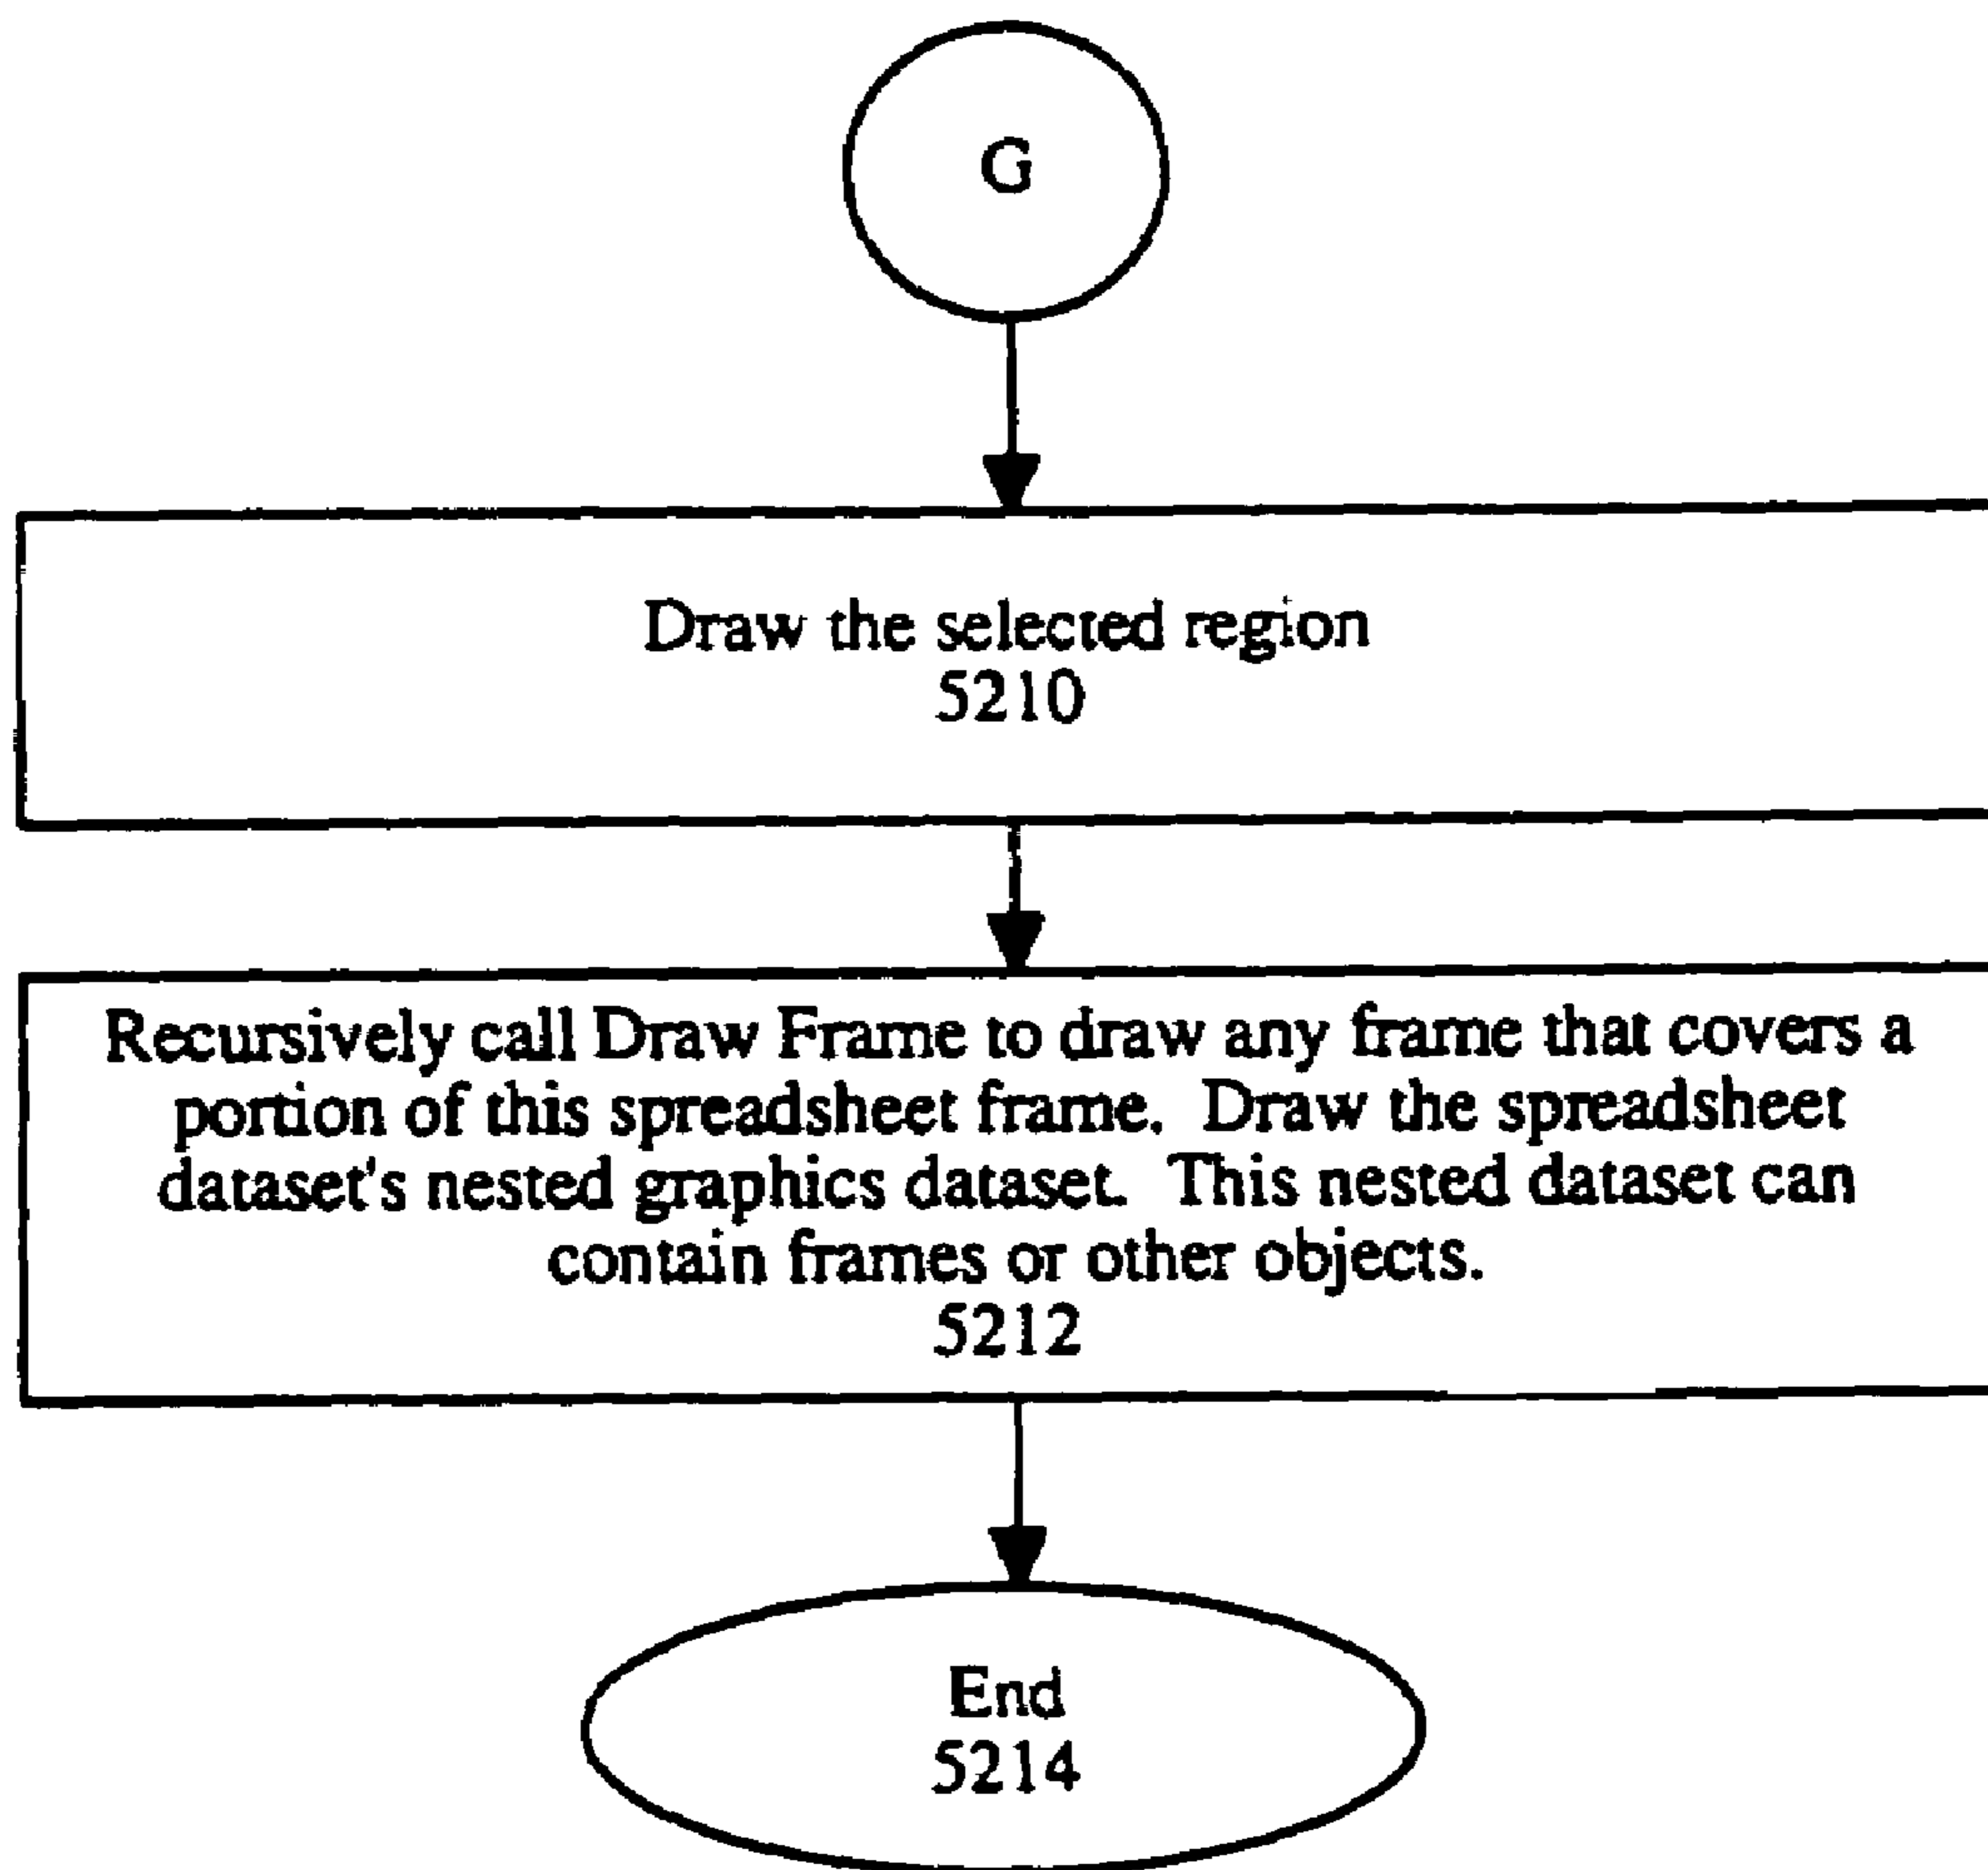 G
Draw the selected region
5210
Recursively call Draw Frame to draw any frame that covers a
portion of this spreadsheet frame. Draw the spreadsheet
dataset's nested graphics dataset. This nested dataset can
contain frames or other objects.
5212
End
5214